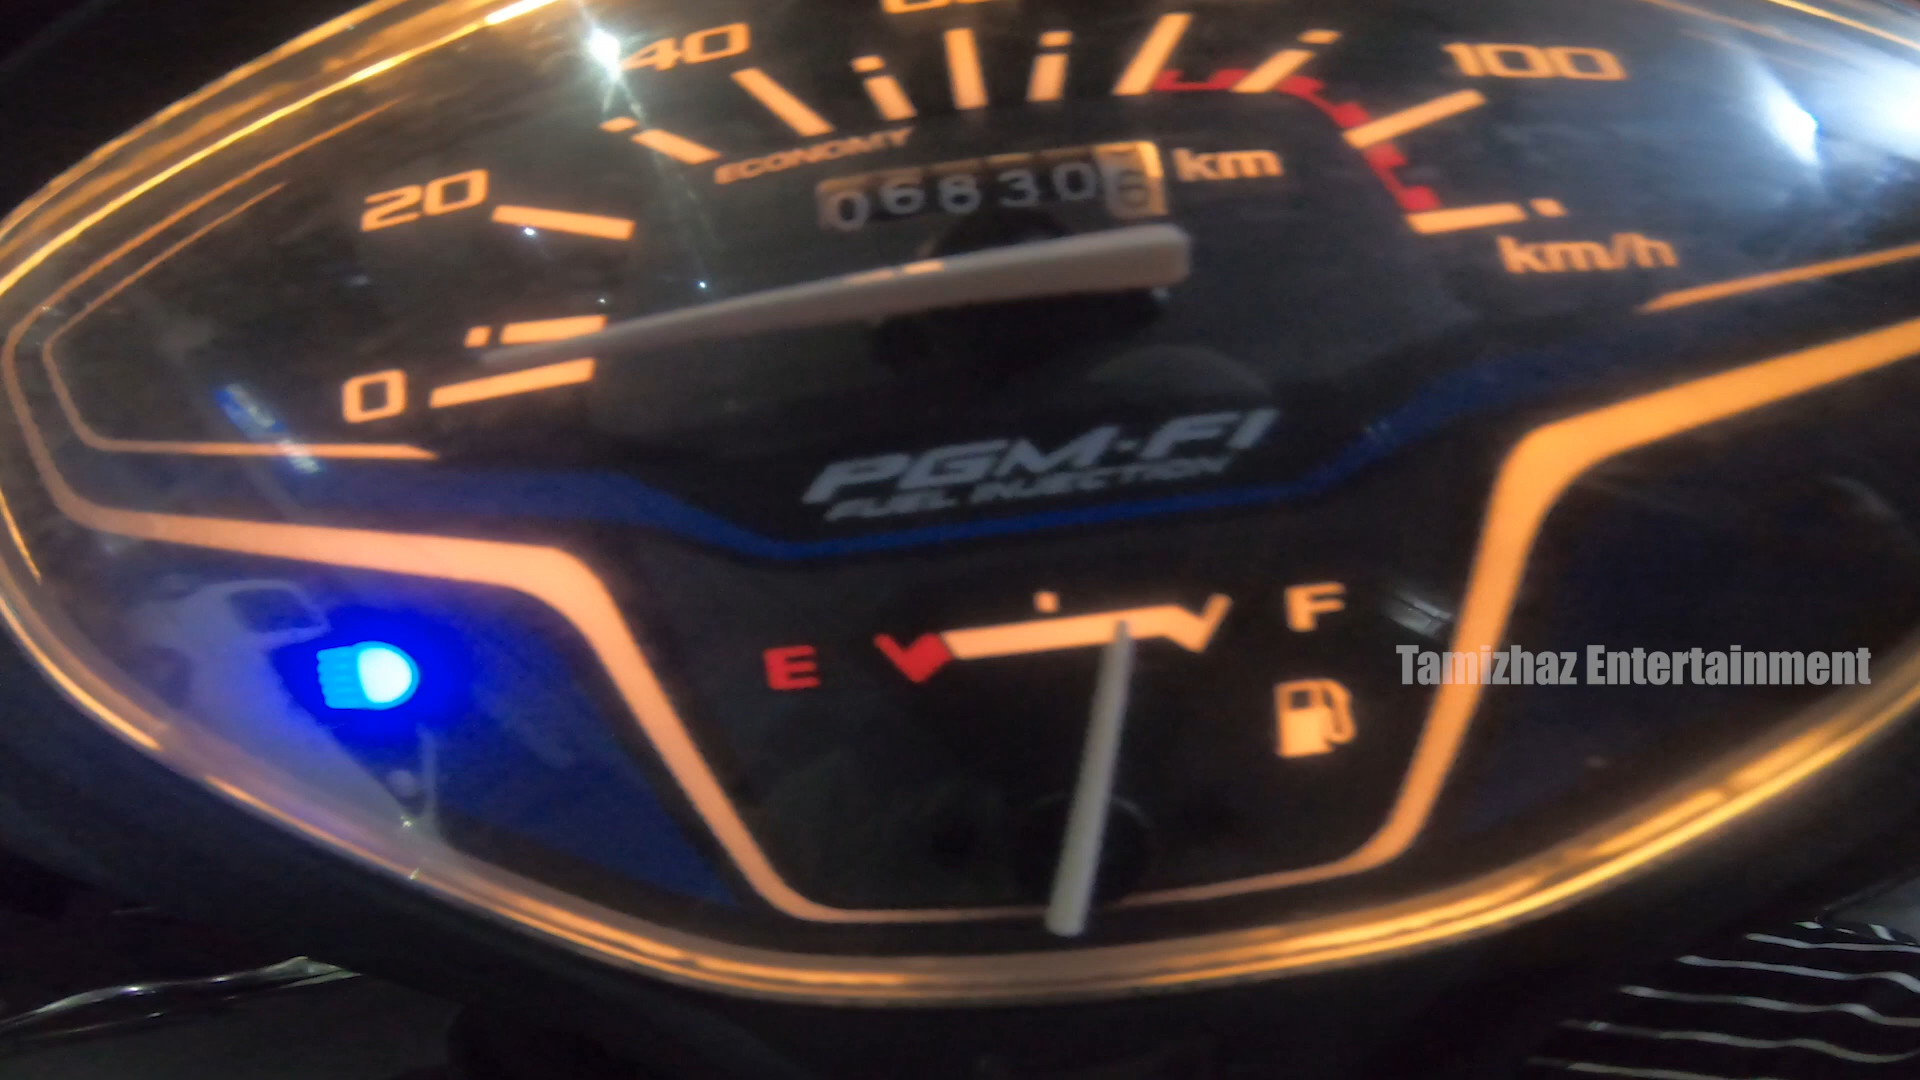 40
100
20
ECONOMY
06830 km
km/h
0
PGM-FI
FUEL INJECTION
E
F
Tamizhaz Entertainment